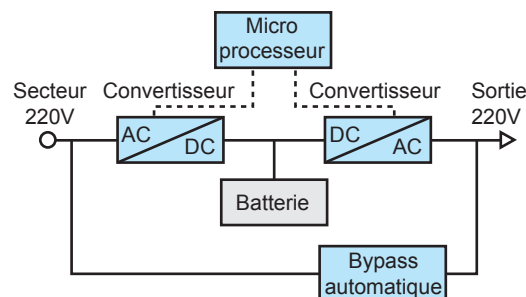 Micro
processeur
Secteur
220V
Convertisseur
Convertisseur
Sortie
220V
AC
DC
DC
AC
Batterie
Bypass
automatique